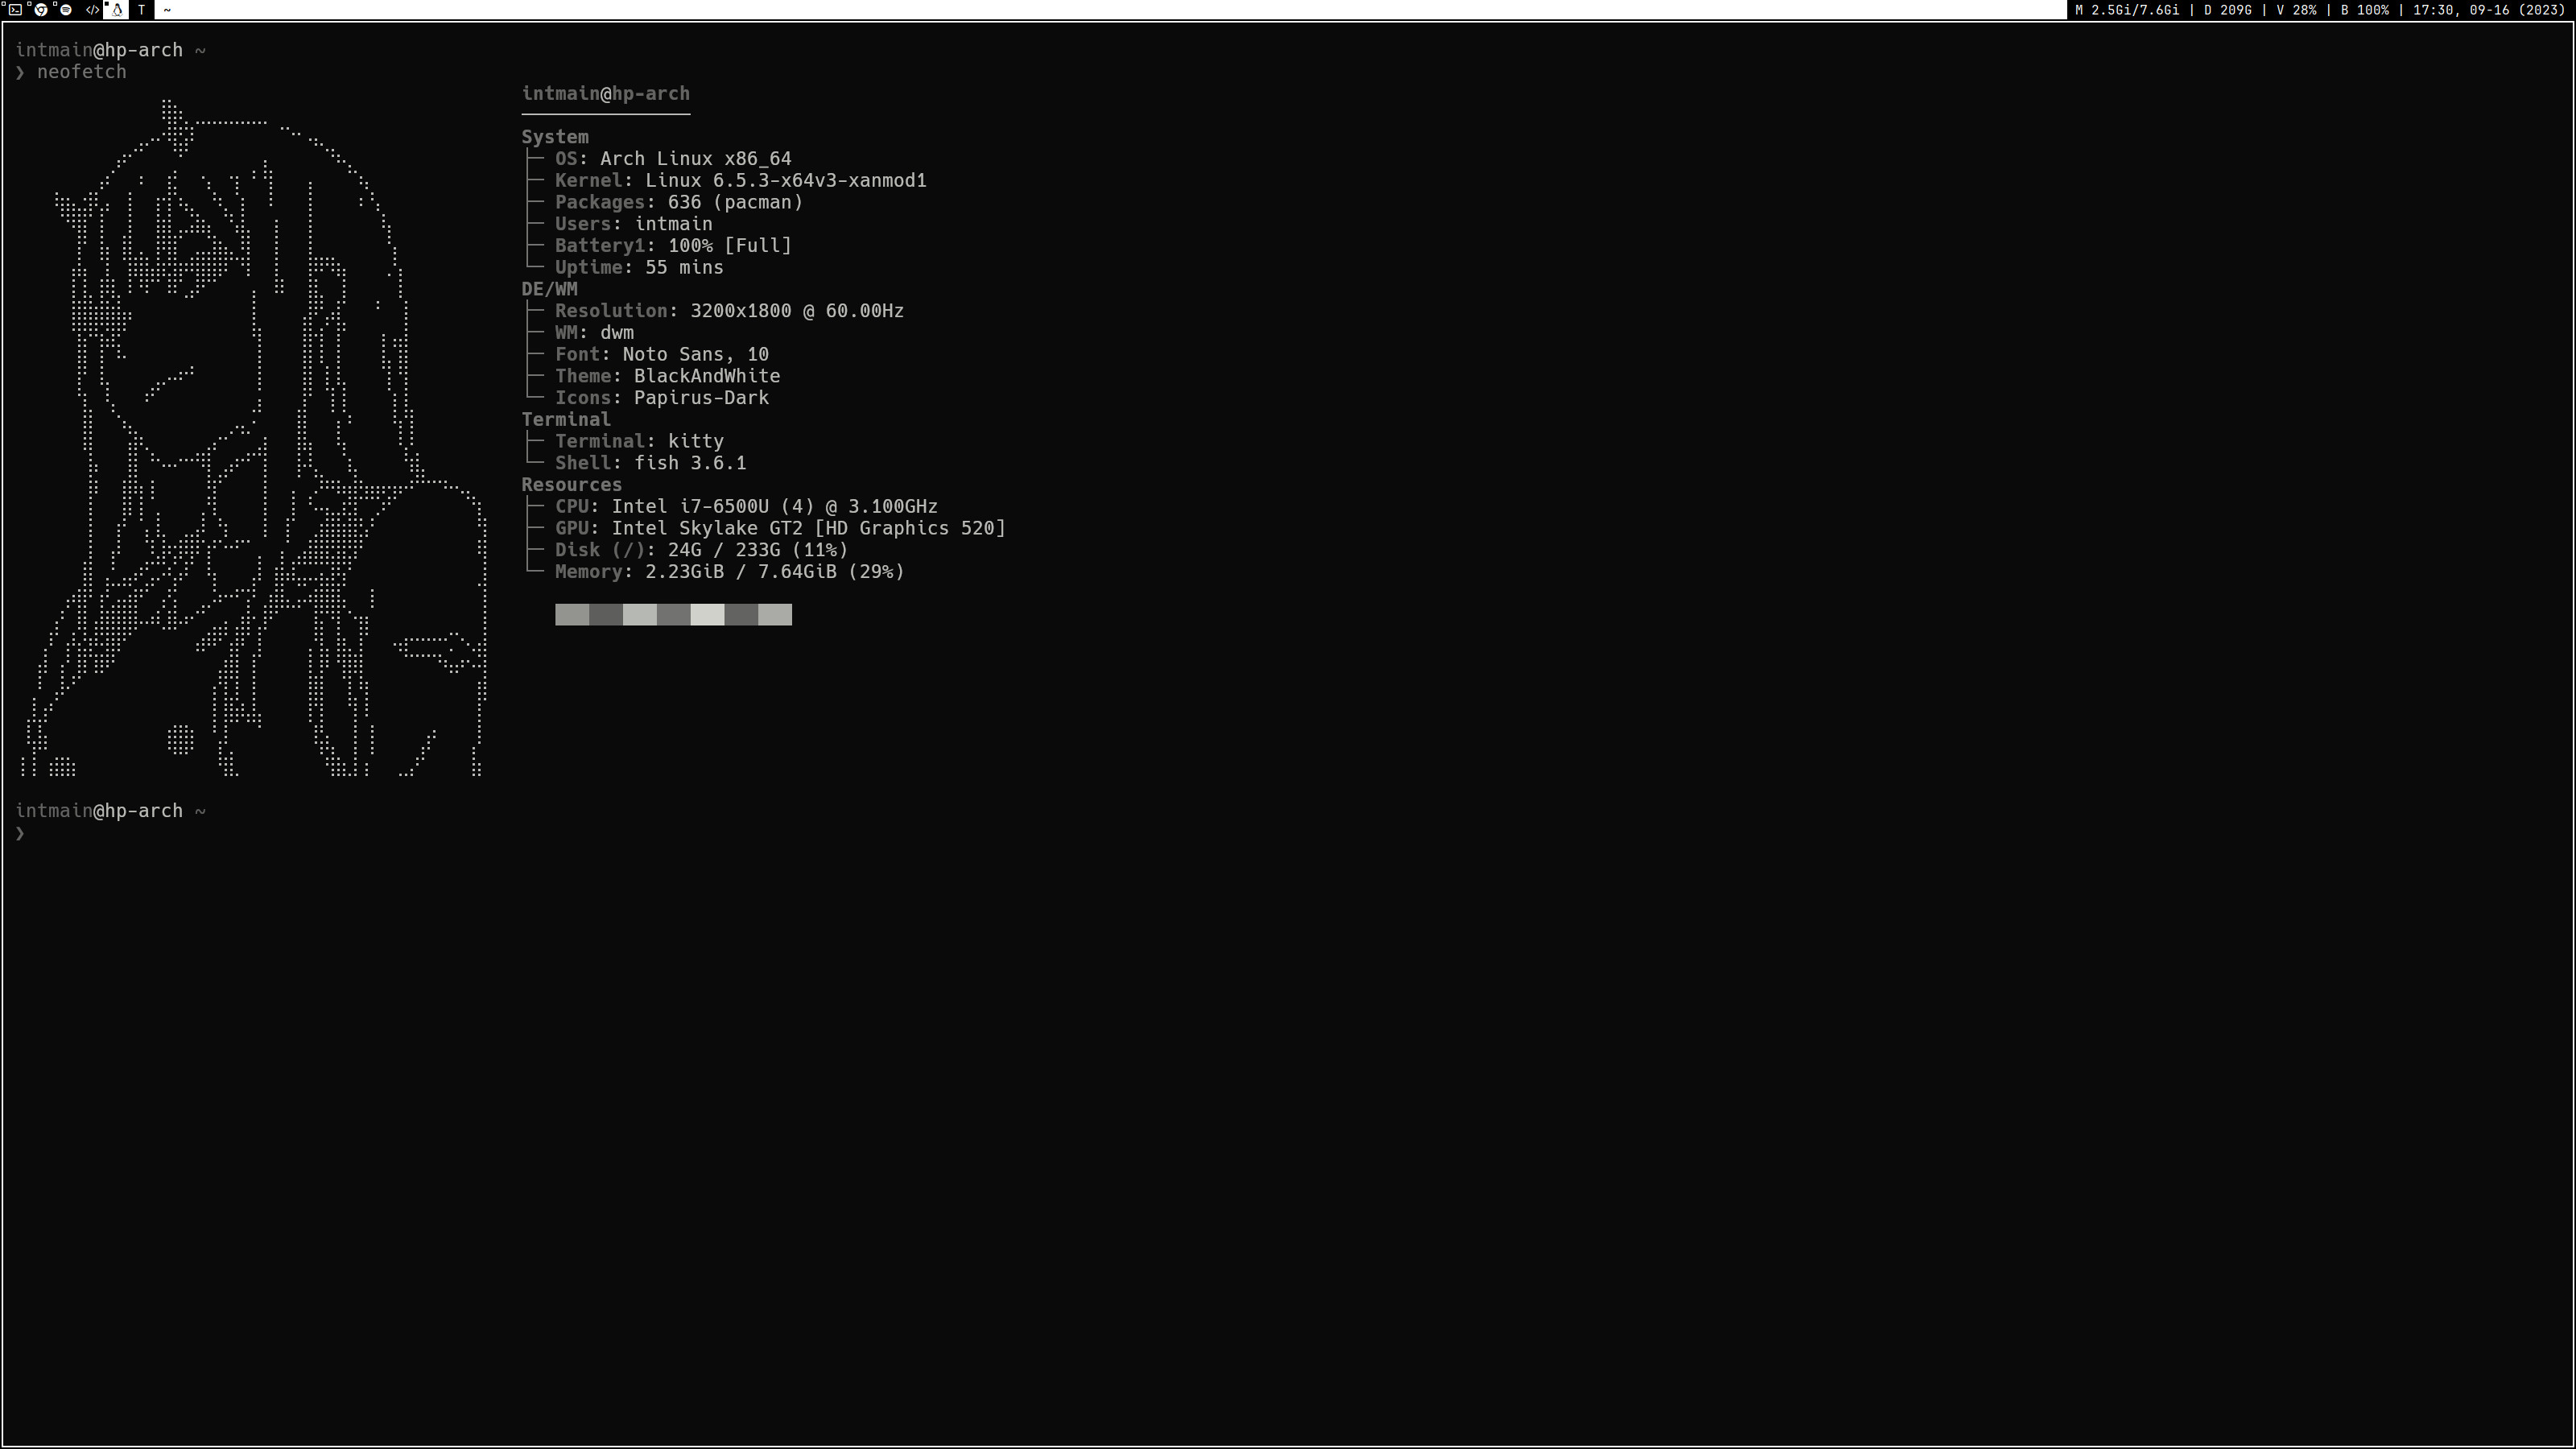 T ~ M 2.5Gi/7.6Gi | D 209G | V 28% | B 100% | 17:30, 09-16 (2023)
intmain@hp-arch ~
❯ neofetch
intmain@hp-arch
System
├─ OS: Arch Linux x86_64
├─ Kernel: Linux 6.5.3-x64v3-xanmod1
├─ Packages: 636 (pacman)
├─ Users: intmain
├─ Battery1: 100% [Full]
└─ Uptime: 55 mins
DE/WM
├─ Resolution: 3200x1800 @ 60.00Hz
├─ WM: dwm
├─ Font: Noto Sans, 10
├─ Theme: BlackAndWhite
└─ Icons: Papirus-Dark
Terminal
├─ Terminal: kitty
└─ Shell: fish 3.6.1
Resources
├─ CPU: Intel i7-6500U (4) @ 3.100GHz
├─ GPU: Intel Skylake GT2 [HD Graphics 520]
├─ Disk (/): 24G / 233G (11%)
└─ Memory: 2.23GiB / 7.64GiB (29%)
intmain@hp-arch ~
❯